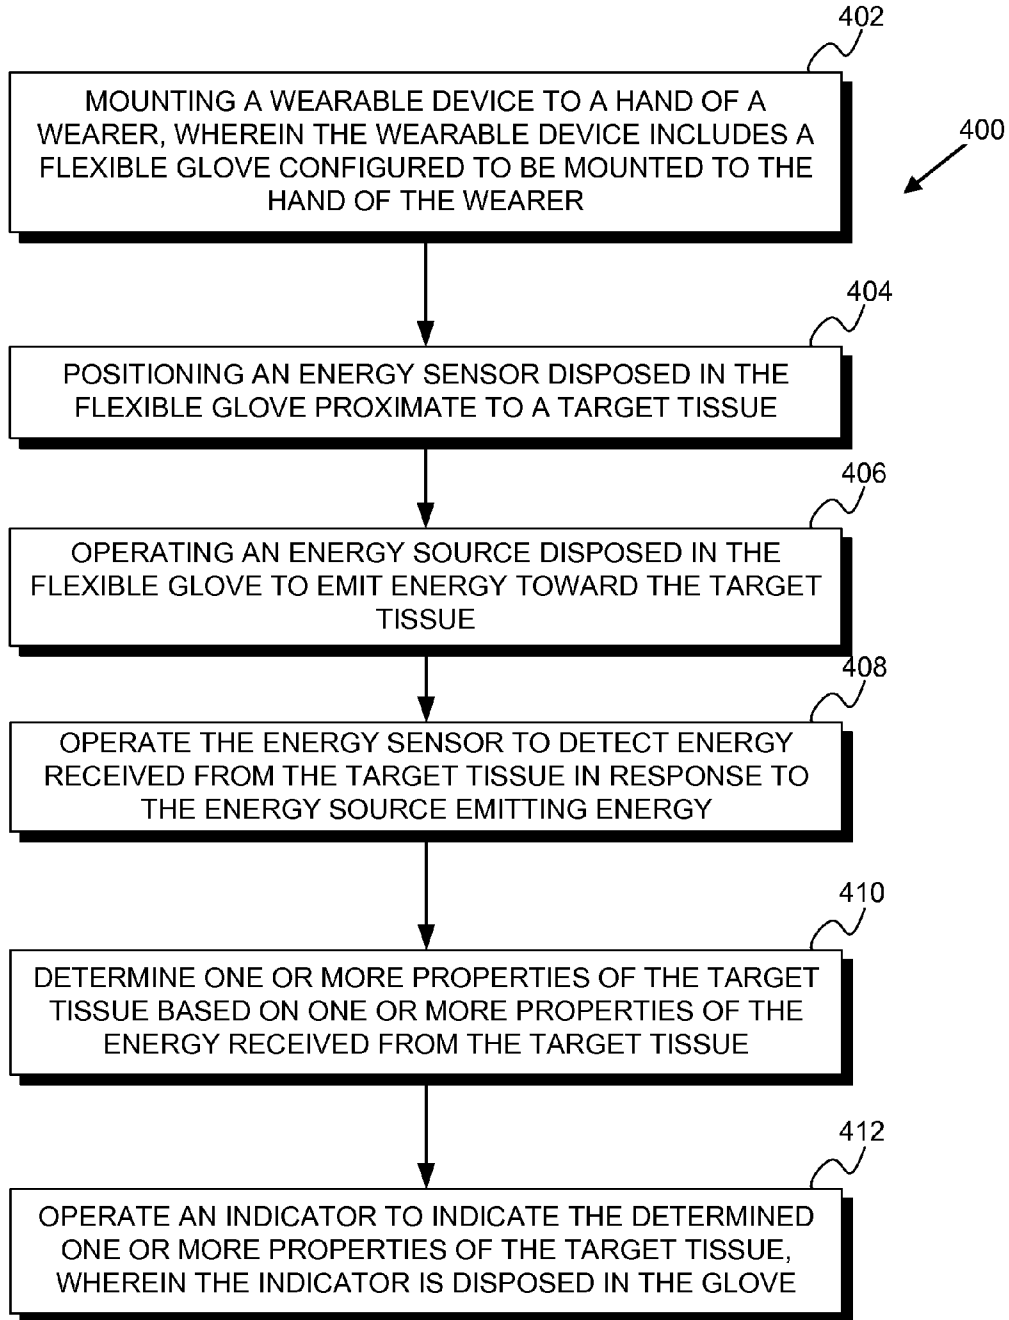 402
MOUNTING A WEARABLE DEVICE TO A HAND OF A
WEARER, WHEREIN THE WEARABLE DEVICE INCLUDES A
FLEXIBLE GLOVE CONFIGURED TO BE MOUNTED TO THE
HAND OF THE WEARER
400
404
POSITIONING AN ENERGY SENSOR DISPOSED IN THE
FLEXIBLE GLOVE PROXIMATE TO A TARGET TISSUE
406
OPERATING AN ENERGY SOURCE DISPOSED IN THE
FLEXIBLE GLOVE TO EMIT ENERGY TOWARD THE TARGET
TISSUE
408
OPERATE THE ENERGY SENSOR TO DETECT ENERGY
RECEIVED FROM THE TARGET TISSUE IN RESPONSE TO
THE ENERGY SOURCE EMITTING ENERGY
410
DETERMINE ONE OR MORE PROPERTIES OF THE TARGET
TISSUE BASED ON ONE OR MORE PROPERTIES OF THE
ENERGY RECEIVED FROM THE TARGET TISSUE
412
OPERATE AN INDICATOR TO INDICATE THE DETERMINED
ONE OR MORE PROPERTIES OF THE TARGET TISSUE,
WHEREIN THE INDICATOR IS DISPOSED IN THE GLOVE